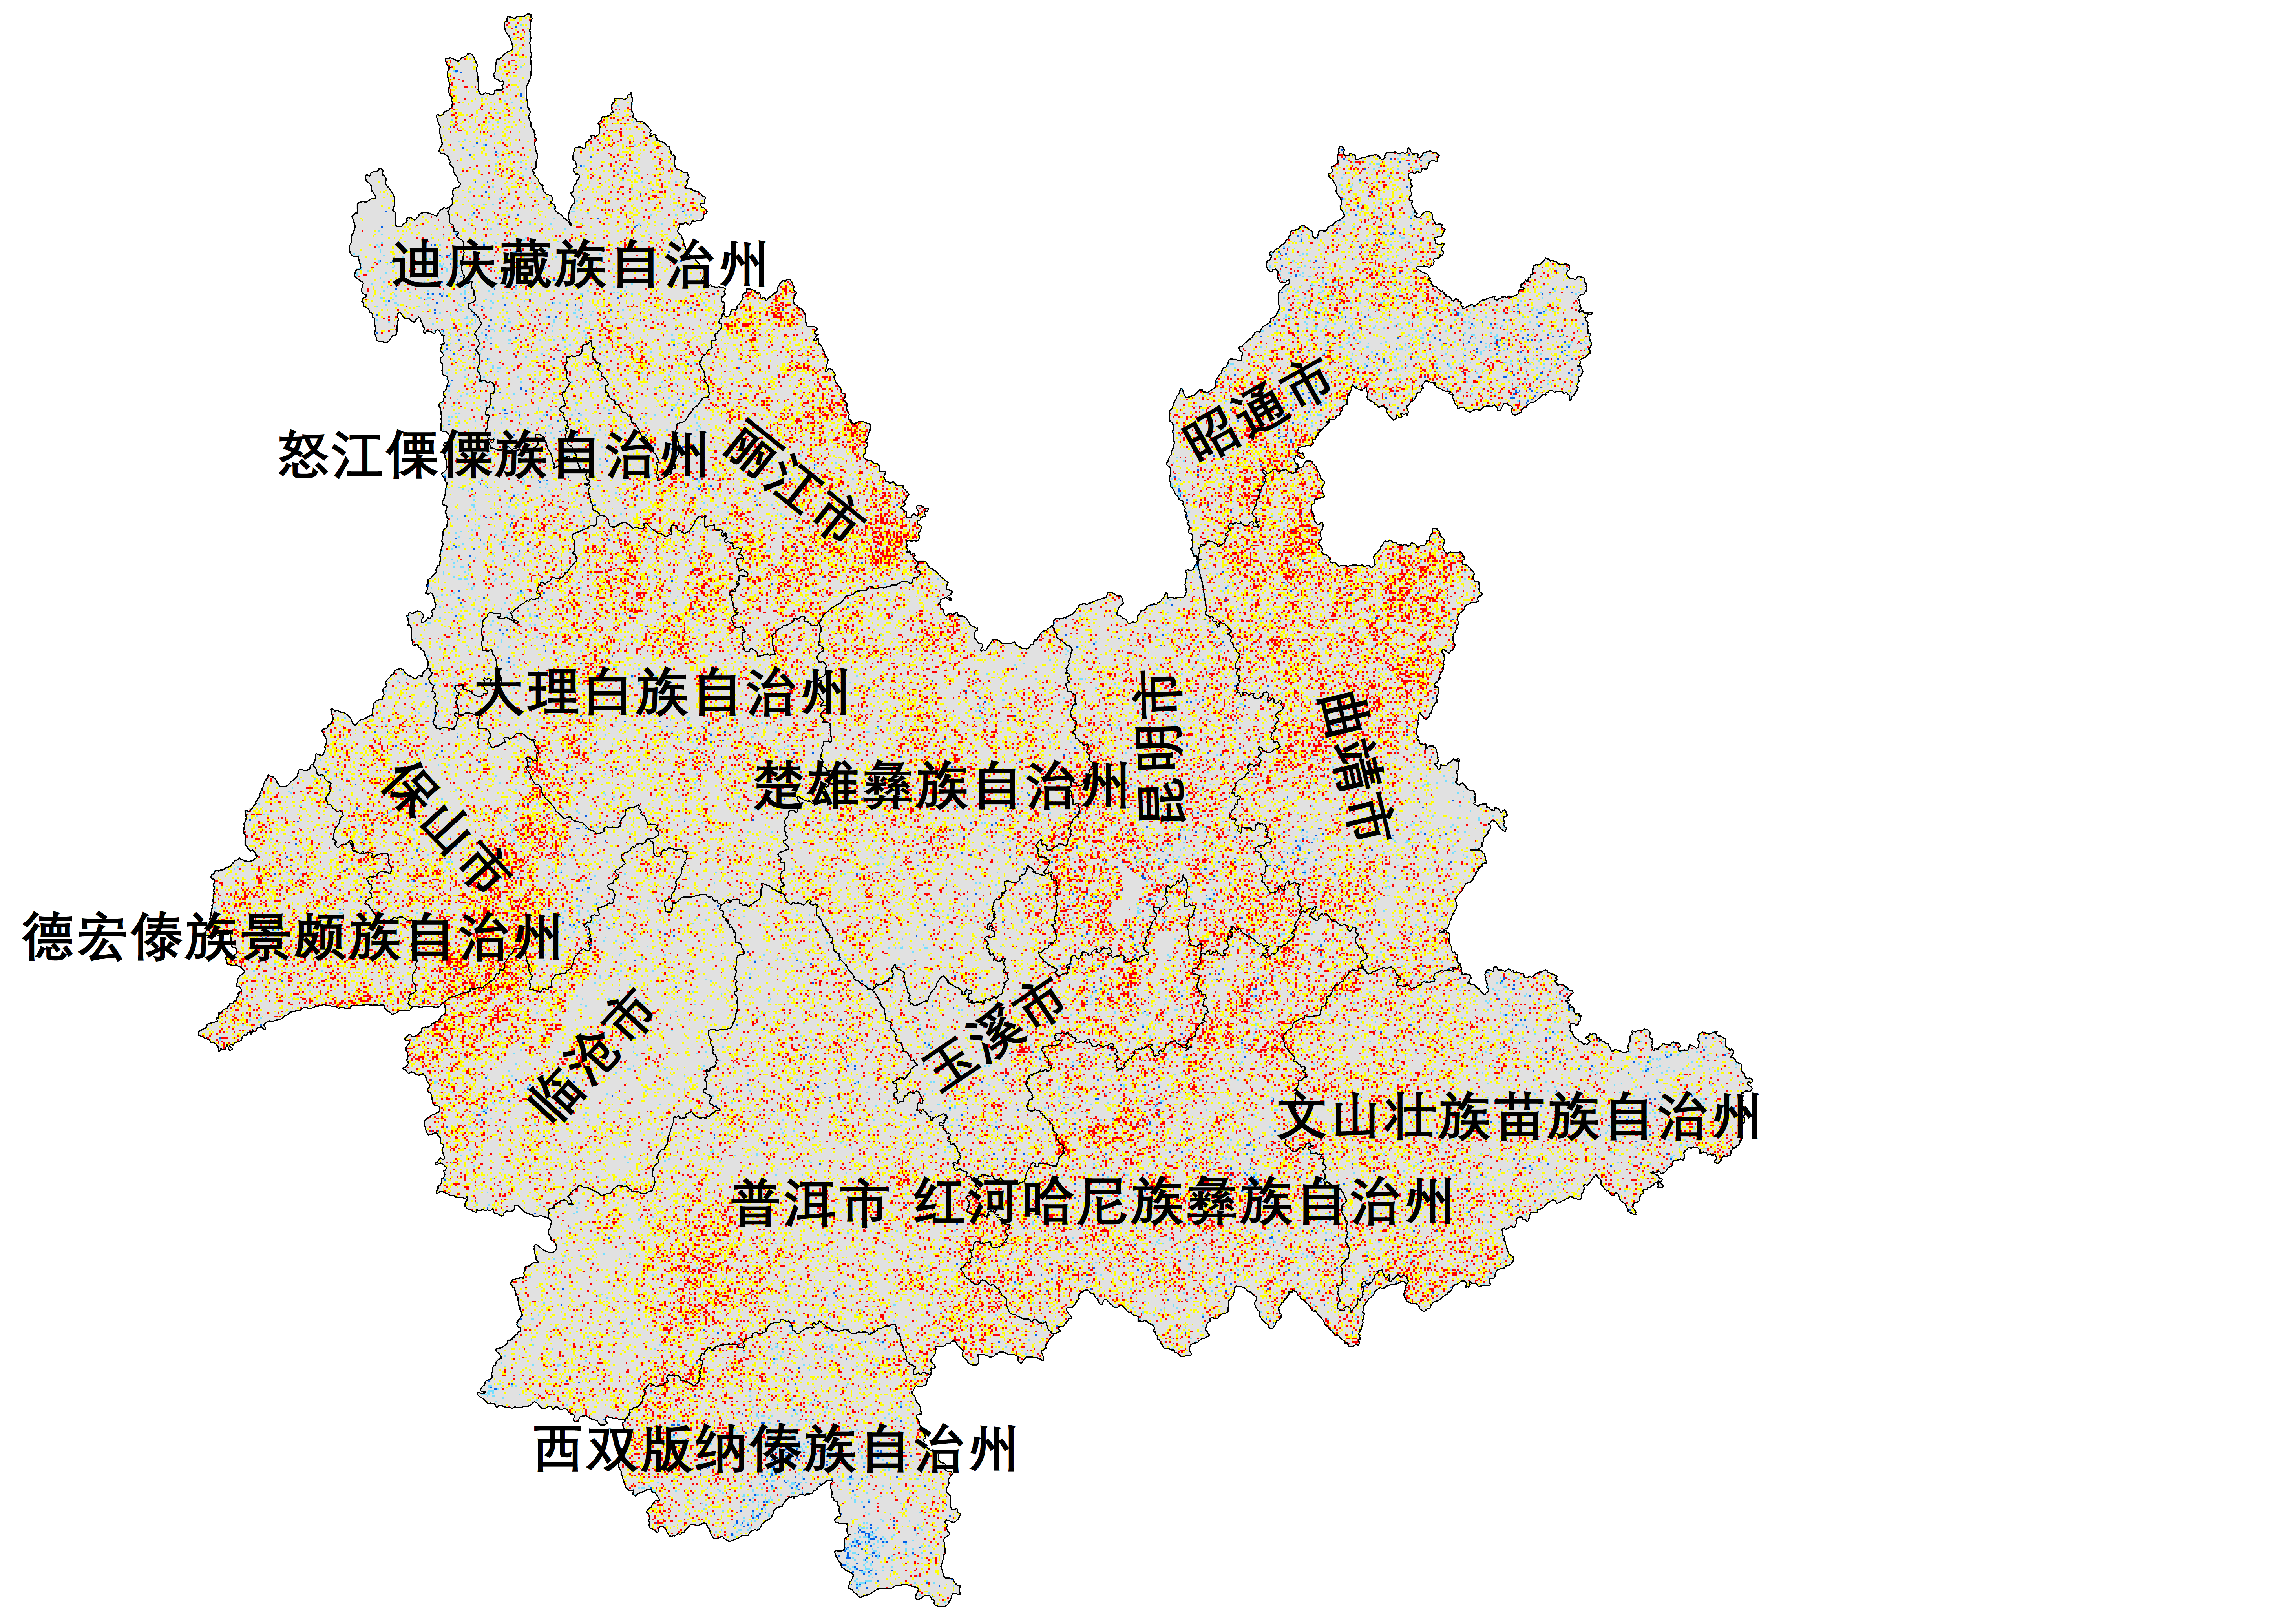 迪庆藏族自治州
昭通市
怒江傈僳族自治州
丽江市
大理白族自治州
昆明市
曲靖市
楚雄彝族自治州
保山市
德宏傣族景颇族自治州
临沧市
玉溪市
文山壮族苗族自治州
普洱市
红河哈尼族彝族自治州
西双版纳傣族自治州